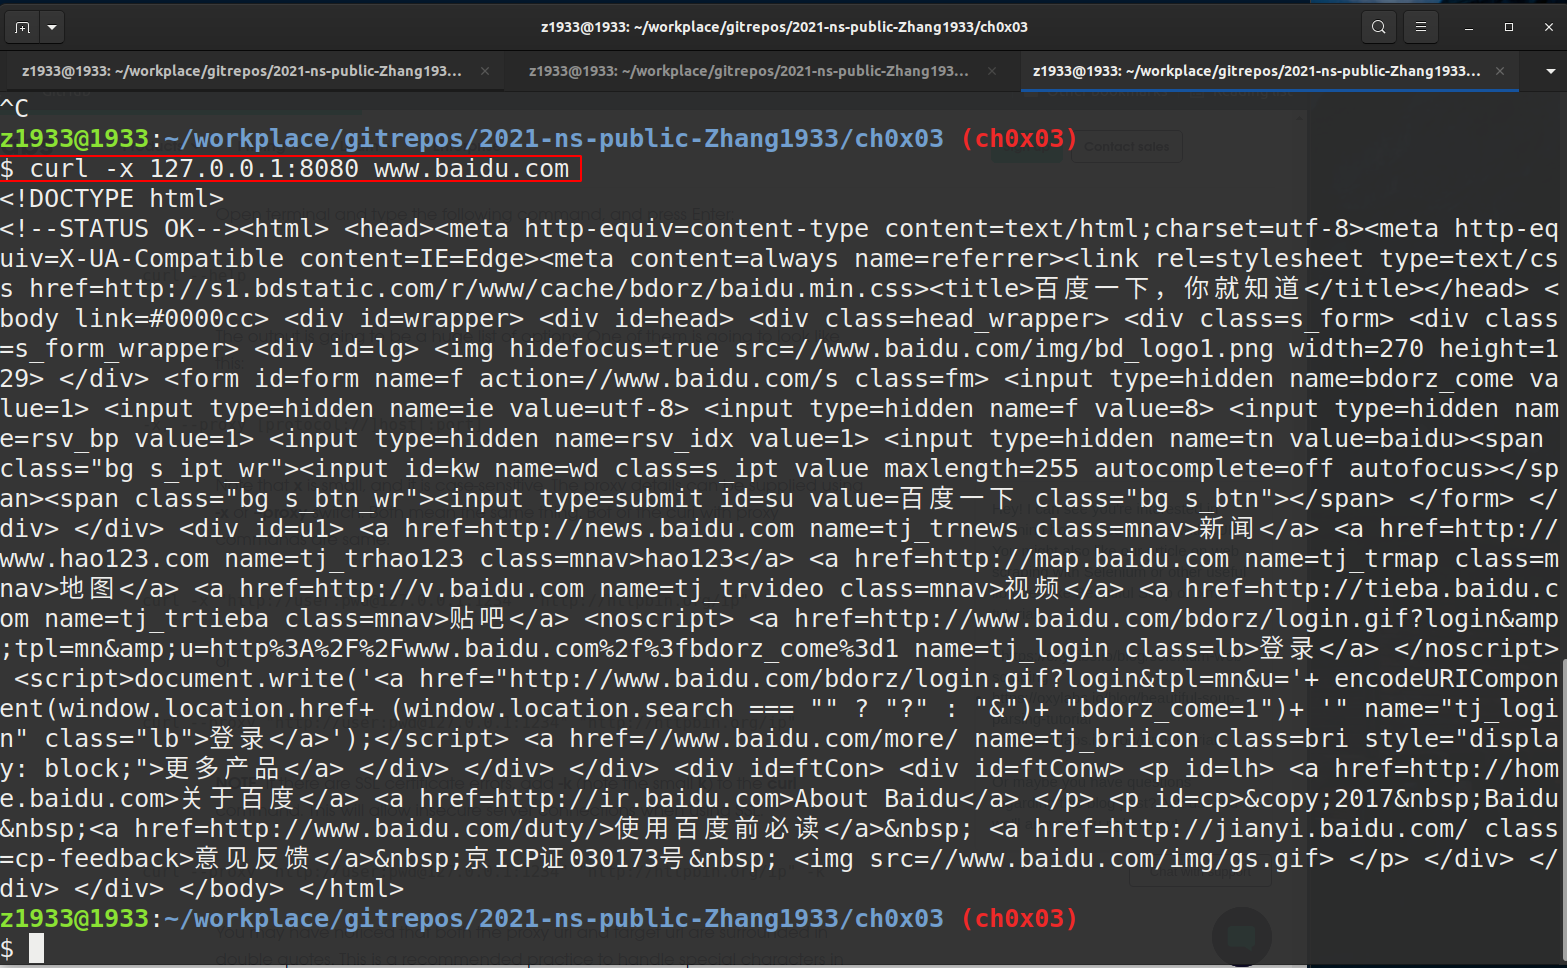 z1933@1933: ~/workplace/gitrepos/2021-ns-public-Zhang1933/ch0x03
z1933@1933: ~/workplace/gitrepos/2021-ns-public-Zhang193...
z1933@1933: ~/workplace/gitrepos/2021-ns-public-Zhang193...
z1933@1933: ~/workplace/gitrepos/2021-ns-public-Zhang1933...
^C
z1933@1933:~/workplace/gitrepos/2021-ns-public-Zhang1933/ch0x03 (ch0x03)
Contact sales
$ curl -x 127.0.0.1:8080 www.baidu.com
<!DOCTYPE html>
<!--STATUS OK--><html> <head><meta http-equiv=content-type content=text/html;charset=utf-8><meta http-eq
uiv=X-UA-Compatible content=IE=Edge><meta content=always name=referrer><link rel=stylesheet type=text/cs
s href=http://s1.bdstatic.com/r/www/cache/bdorz/baidu.min.css><title>百度一下，你就知道</title></head> <
body link=#0000cc> <div id=wrapper> <div id=head> <div class=head_wrapper> <div class=s_form> <div class
=s_form_wrapper> <div id=lg> <img hidefocus=true src=//www.baidu.com/img/bd_logo1.png width=270 height=1
29> </div> <form id=form name=f action=//www.baidu.com/s class=fm> <input type=hidden name=bdorz_come va
lue=1> <input type=hidden name=ie value=utf-8> <input type=hidden name=f value=8> <input type=hidden nam
e=rsv_bp value=1> <input type=hidden name=rsv_idx value=1> <input type=hidden name=tn value=baidu><span 
class="bg s_ipt_wr"><input id=kw name=wd class=s_ipt value maxlength=255 autocomplete=off autofocus></sp
an><span class="bg s_btn_wr"><input type=submit id=su value=百度一下 class="bg s_btn"></span> </form> </
div> </div> <div id=u1> <a href=http://news.baidu.com name=tj_trnews class=mnav>新闻</a> <a href=http://
www.hao123.com name=tj_trhao123 class=mnav>hao123</a> <a href=http://map.baidu.com name=tj_trmap class=m
nav>地图</a> <a href=http://v.baidu.com name=tj_trvideo class=mnav>视频</a> <a href=http://tieba.baidu.c
om name=tj_trtieba class=mnav>贴吧</a> <noscript> <a href=http://www.baidu.com/bdorz/login.gif?login&amp
;tpl=mn&amp;u=http%3A%2F%2Fwww.baidu.com%2f%3fbdorz_come%3d1 name=tj_login class=lb>登录</a> </noscript>
 <script>document.write('<a href="http://www.baidu.com/bdorz/login.gif?login&tpl=mn&u='+ encodeURICompon
ent(window.location.href+ (window.location.search === "" ? "?" : "&")+ "bdorz_come=1")+ '" name="tj_logi
n" class="lb">登录</a>');</script> <a href=//www.baidu.com/more/ name=tj_briicon class=bri style="displa
y: block;">更多产品</a> </div> </div> </div> <div id=ftCon> <div id=ftConw> <p id=lh> <a href=http://hom
e.baidu.com>关于百度</a> <a href=http://ir.baidu.com>About Baidu</a> </p> <p id=cp>&copy;2017&nbsp;Baidu
&nbsp;<a href=http://www.baidu.com/duty/>使用百度前必读</a>&nbsp; <a href=http://jianyi.baidu.com/ class
=cp-feedback>意见反馈</a>&nbsp;京ICP证030173号&nbsp; <img src=//www.baidu.com/img/gs.gif> </p> </div> </
div> </div> </body> </html>
z1933@1933:~/workplace/gitrepos/2021-ns-public-Zhang1933/ch0x03 (ch0x03)
$